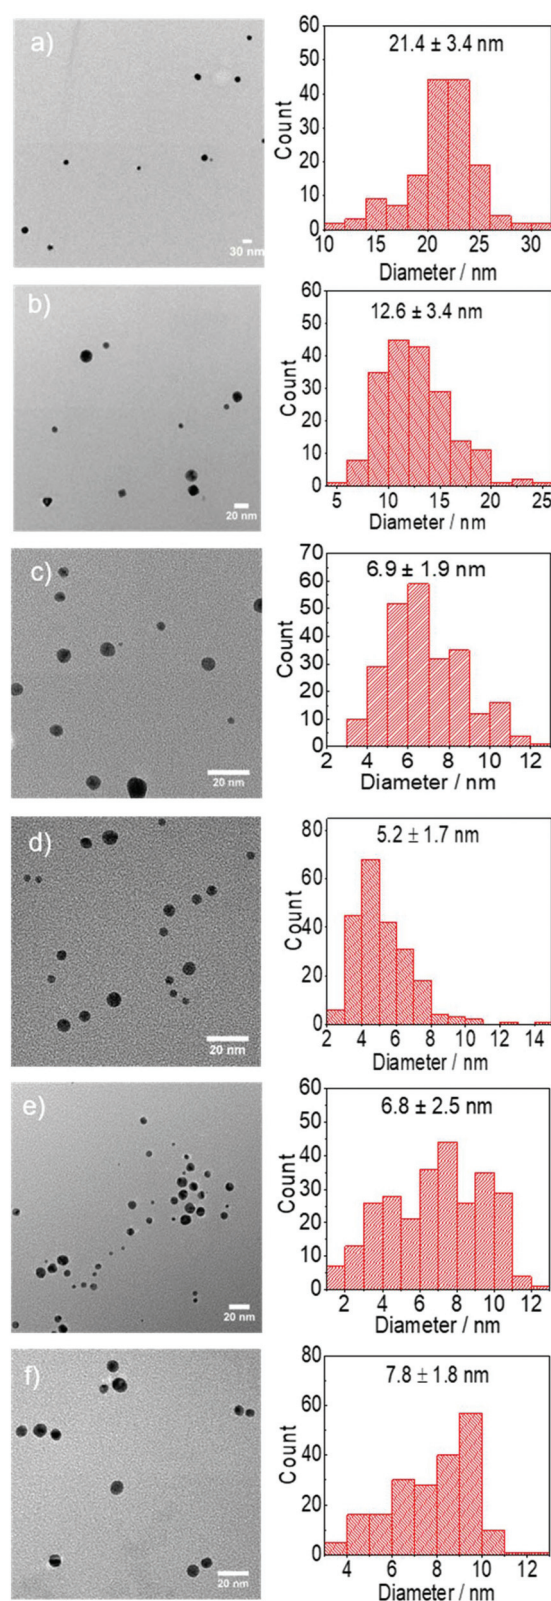 a)
30 nm
21.4 ± 3.4 nm
Count
60
50
40
30
20
10
0
10 15 20 25 30
Diameter / nm
b)
20 nm
12.6 ± 3.4 nm
Count
60
50
40
30
20
10
0
5 10 15 20 25
Diameter / nm
c)
20 nm
6.9 ± 1.9 nm
Count
70
60
50
40
30
20
10
0
2 4 6 8 10 12
Diameter / nm
d)
20 nm
5.2 ± 1.7 nm
Count
80
60
40
20
0
2 4 6 8 10 12 14
Diameter / nm
e)
20 nm
6.8 ± 2.5 nm
Count
60
50
40
30
20
10
0
2 4 6 8 10 12
Diameter / nm
f)
20 nm
7.8 ± 1.8 nm
Count
80
60
40
20
0
4 6 8 10 12
Diameter / nm